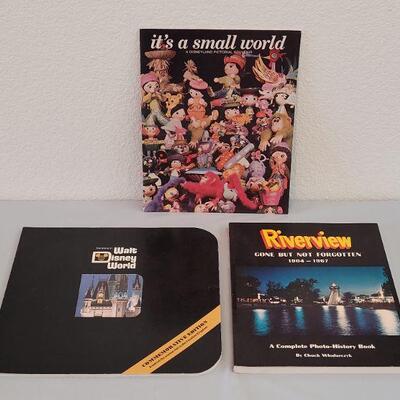 it's a small world
A DISNEYLAND PICTORIAL SOUVENIR
Walt
Disney
World
COMMEMORATIVE EDITION
Riverview
GONE BUT NOT FORGOTTEN
1904 – 1967
A Complete Photo-History Book
By Chuck Wlodarczyk